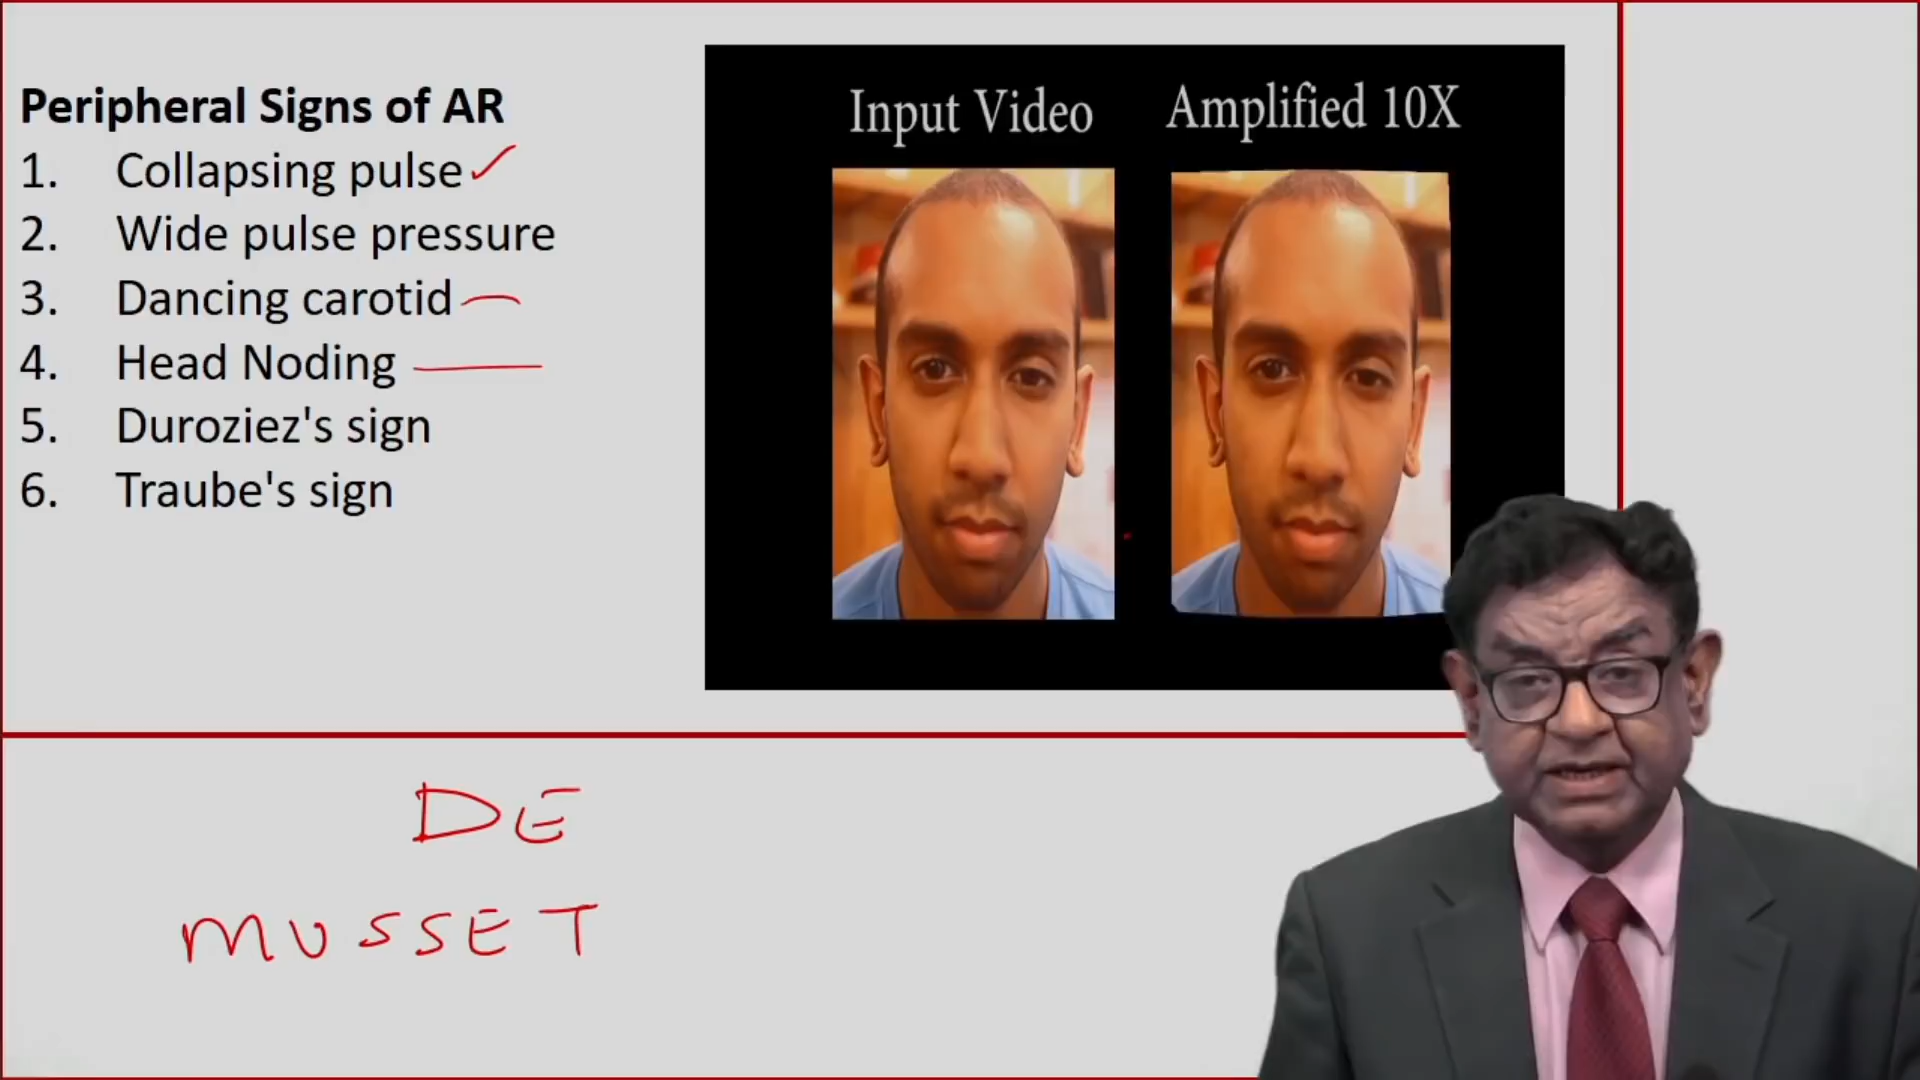 Peripheral Signs of AR
1. Collapsing pulse
2. Wide pulse pressure
3. Dancing carotid
4. Head Noding
5. Duroziez's sign
6. Traube's sign
Input Video
Amplified 10X
DE
MUSSET